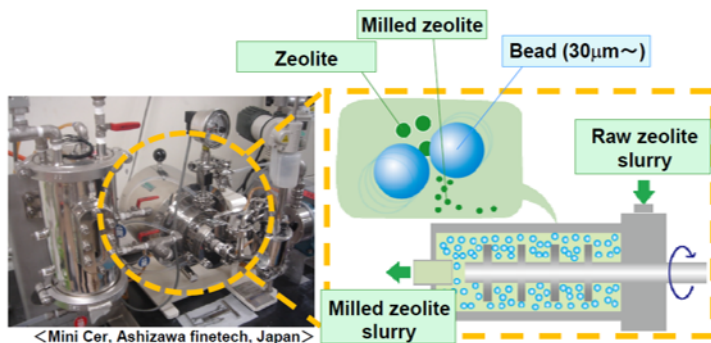 Milled zeolite
Zeolite
Bead (30μm～)
Raw zeolite
slurry
Milled zeolite
slurry
＜Mini Cer, Ashizawa finetech, Japan＞